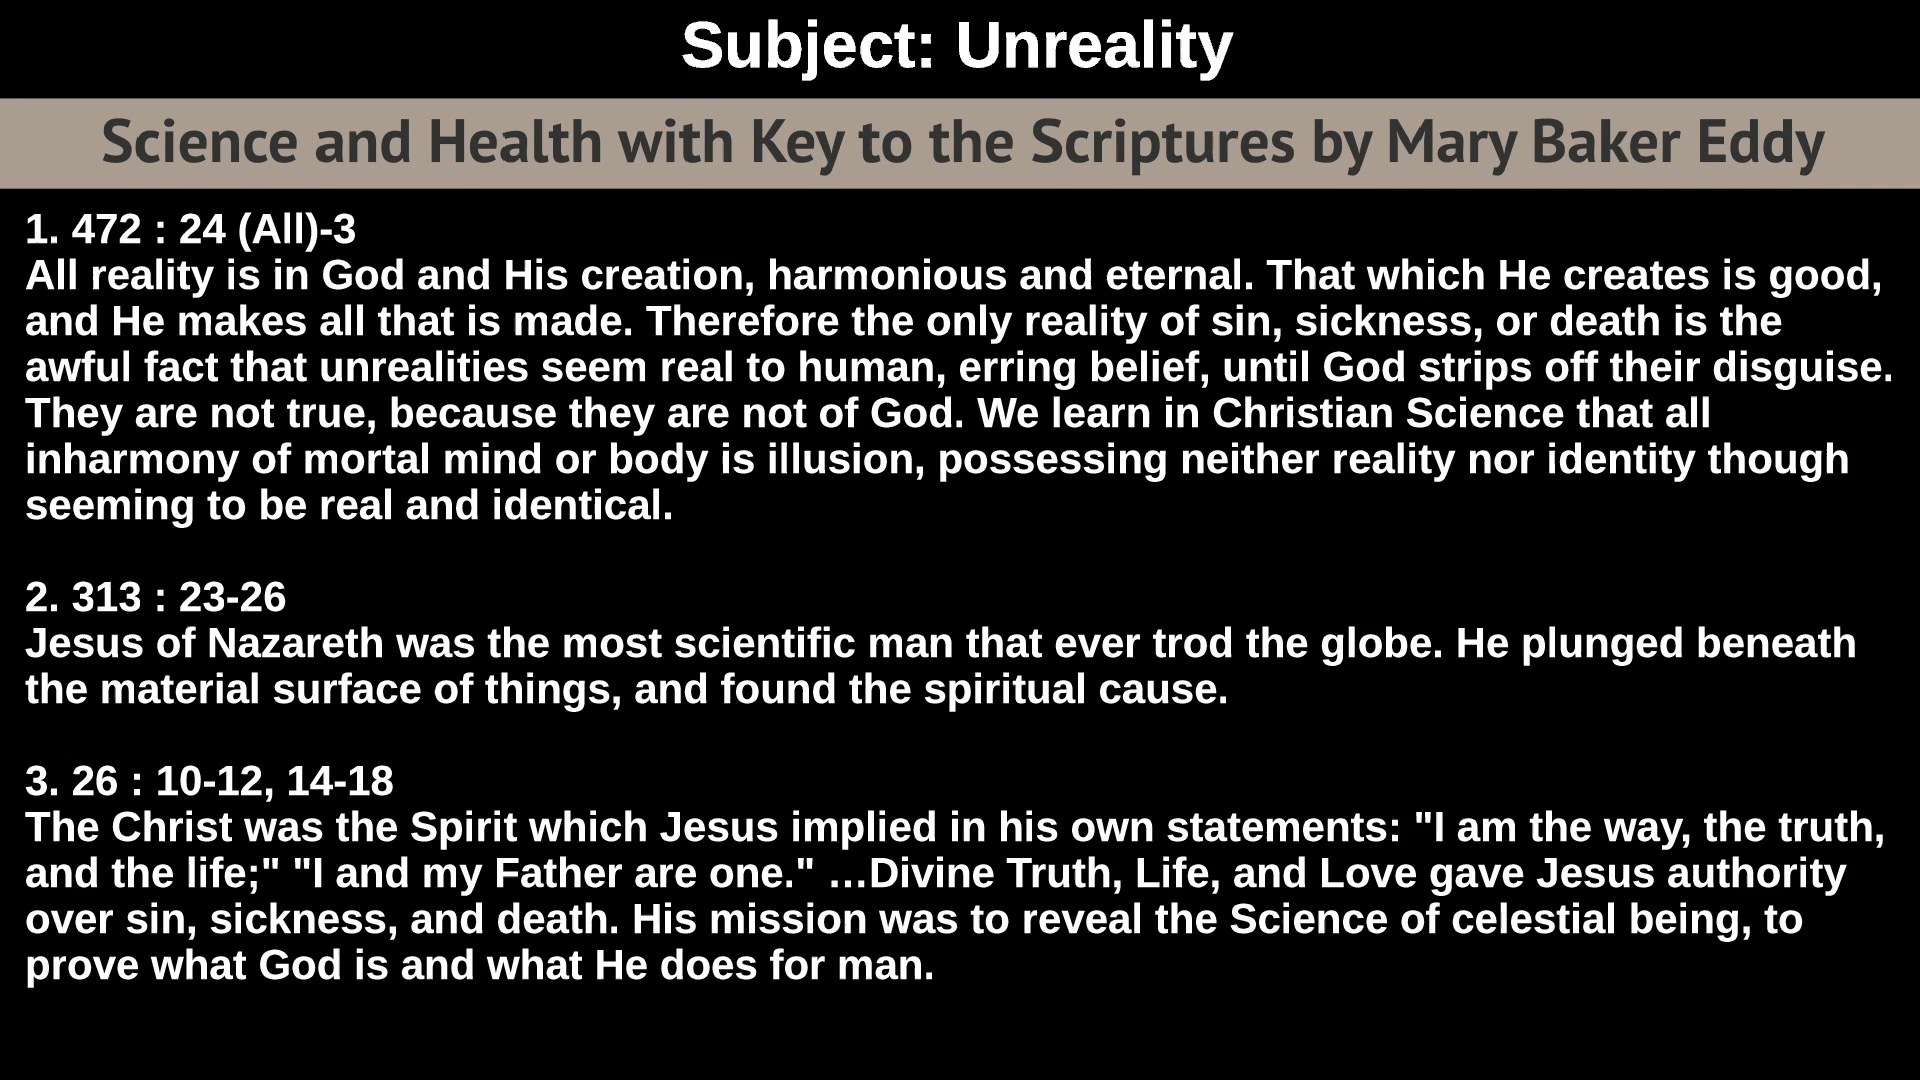 Subject: Unreality
Science and Health with Key to the Scriptures by Mary Baker Eddy
1. 472 : 24 (All)-3
All reality is in God and His creation, harmonious and eternal. That which He creates is good,
and He makes all that is made. Therefore the only reality of sin, sickness, or death is the
awful fact that unrealities seem real to human, erring belief, until God strips off their disguise.
They are not true, because they are not of God. We learn in Christian Science that all
inharmony of mortal mind or body is illusion, possessing neither reality nor identity though
seeming to be real and identical.
2. 313 : 23-26
Jesus of Nazareth was the most scientific man that ever trod the globe. He plunged beneath
the material surface of things, and found the spiritual cause.
3. 26 : 10-12, 14-18
The Christ was the Spirit which Jesus implied in his own statements: "I am the way, the truth,
and the life;" "I and my Father are one." …Divine Truth, Life, and Love gave Jesus authority
over sin, sickness, and death. His mission was to reveal the Science of celestial being, to
prove what God is and what He does for man.